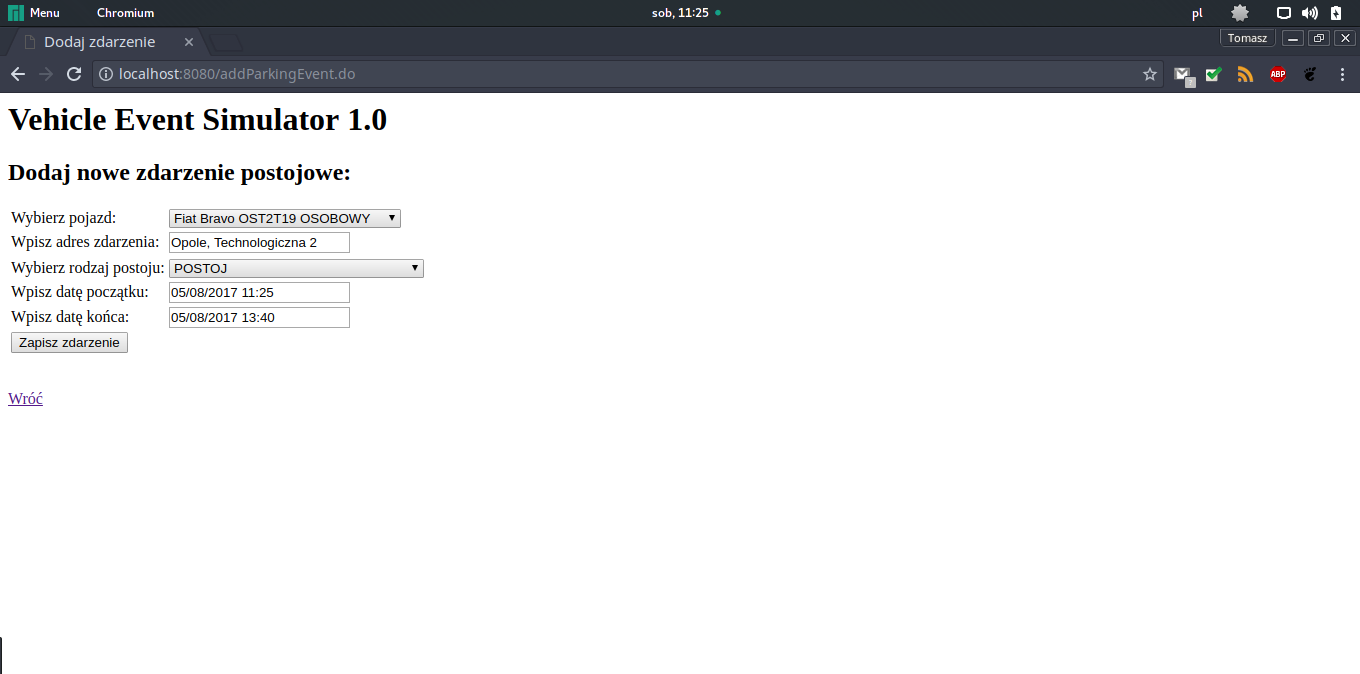 Menu Chromium sob, 11:25 pl
Dodaj zdarzenie Tomasz
localhost:8080/addParkingEvent.do ABP
Vehicle Event Simulator 1.0
Dodaj nowe zdarzenie postojowe:
Wybierz pojazd: Fiat Bravo OST2T19 OSOBOWY
Wpisz adres zdarzenia: Opole, Technologiczna 2
Wybierz rodzaj postoju: POSTOJ
Wpisz datę początku: 05/08/2017 11:25
Wpisz datę końca: 05/08/2017 13:40
Zapisz zdarzenie
Wróć